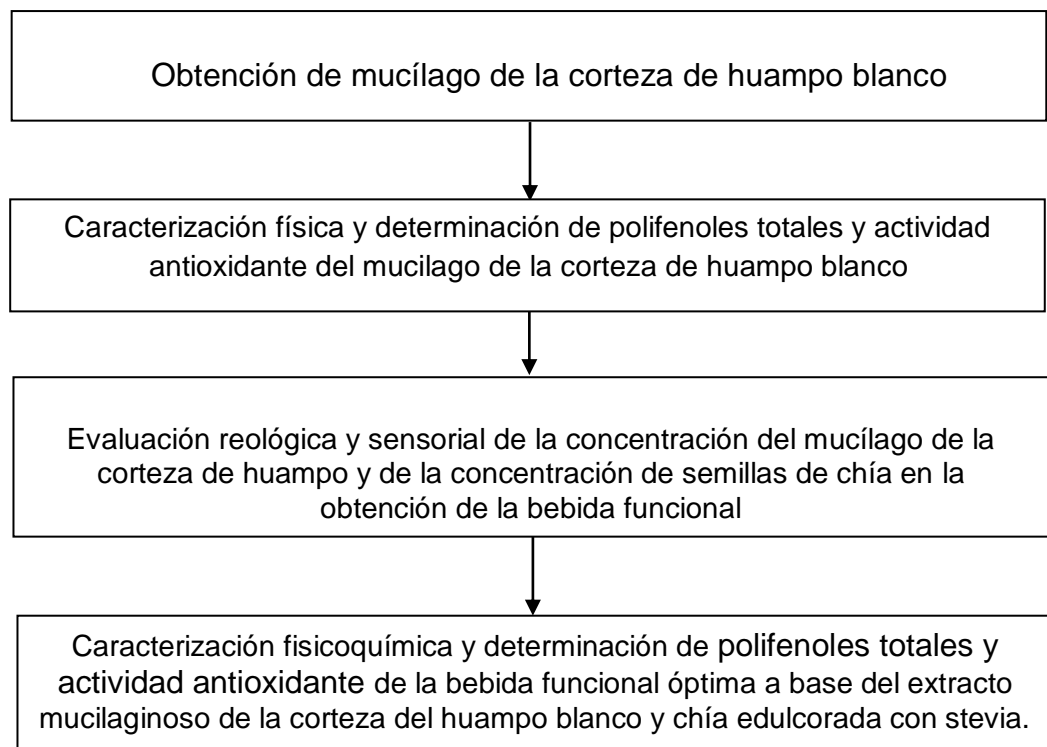 Obtención de mucílago de la corteza de huampo blanco
Caracterización física y determinación de polifenoles totales y actividad
antioxidante del mucilago de la corteza de huampo blanco
Evaluación reológica y sensorial de la concentración del mucílago de la
corteza de huampo y de la concentración de semillas de chía en la
obtención de la bebida funcional
Caracterización fisicoquímica y determinación de polifenoles totales y
actividad antioxidante de la bebida funcional óptima a base del extracto
mucilaginoso de la corteza del huampo blanco y chía edulcorada con stevia.